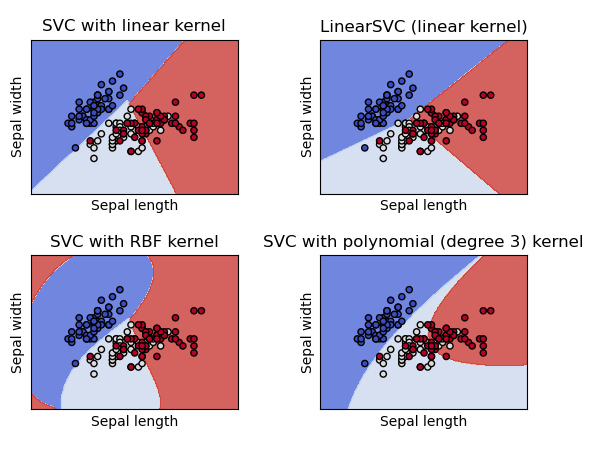 SVC with linear kernel
LinearSVC (linear kernel)
Sepal width
Sepal length
Sepal width
Sepal length
SVC with RBF kernel
SVC with polynomial (degree 3) kernel
Sepal width
Sepal length
Sepal width
Sepal length